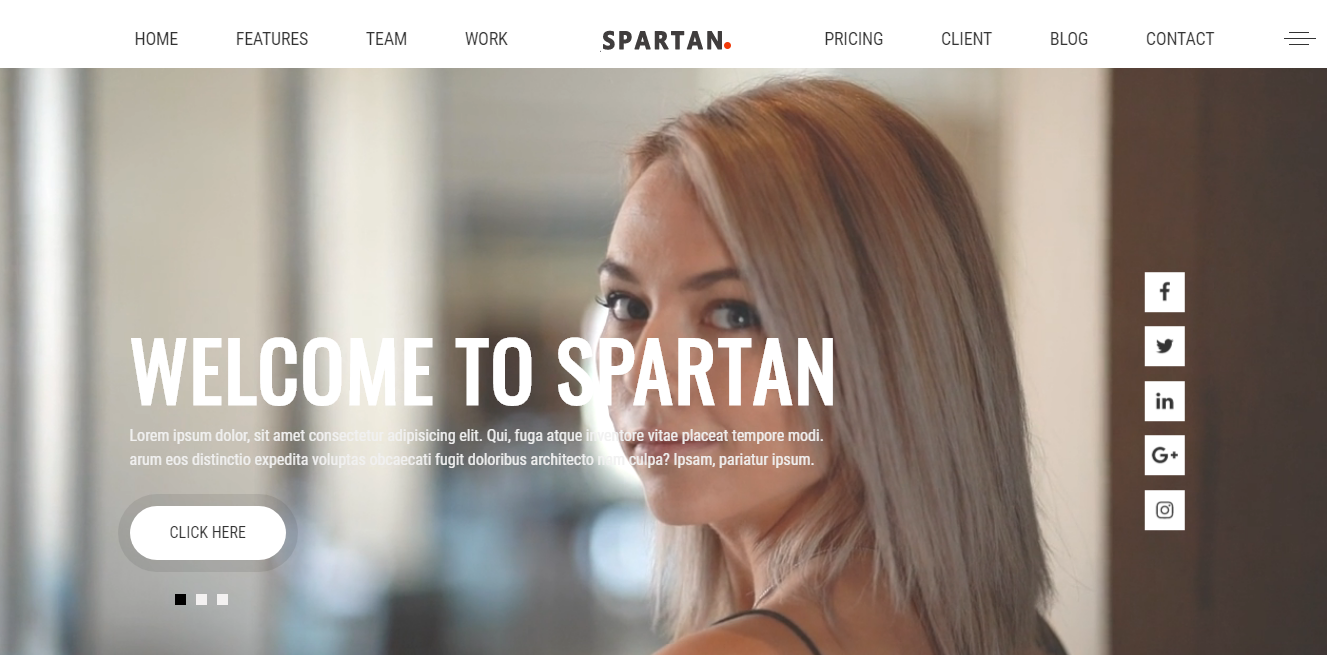 HOME FEATURES TEAM WORK SPARTAN. PRICING CLIENT BLOG CONTACT
WELCOME TO SPARTAN
Lorem ipsum dolor, sit amet consectetur adipisicing elit. Qui, fuga atque inventore vitae placeat tempore modi.
arum eos distinctio expedita voluptas obcaecati fugit doloribus architecto nam culpa? Ipsam, pariatur ipsum.
CLICK HERE